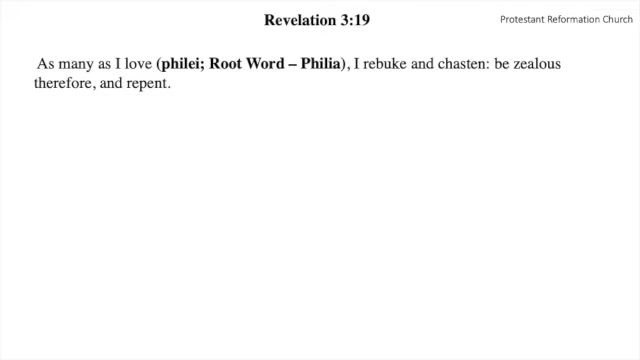 Revelation 3:19
Protestant Reformation Church
As many as I love (philei; Root Word – Philia), I rebuke and chasten: be zealous
therefore, and repent.